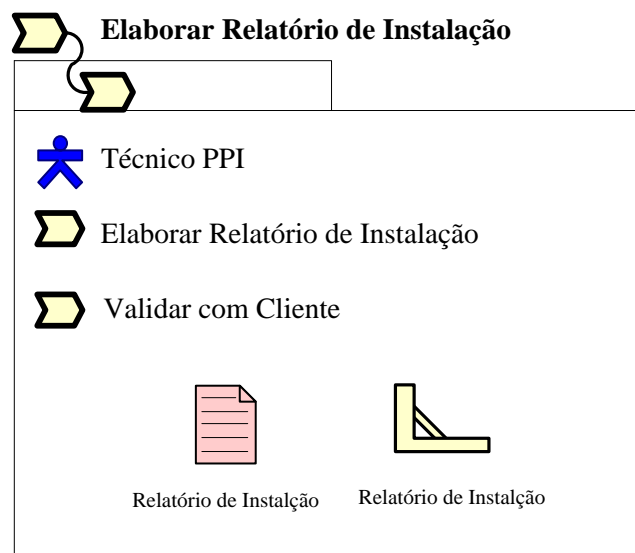 Elaborar Relatório de Instalação
Técnico PPI
Elaborar Relatório de Instalação
Validar com Cliente
Relatório de Instalção
Relatório de Instalção